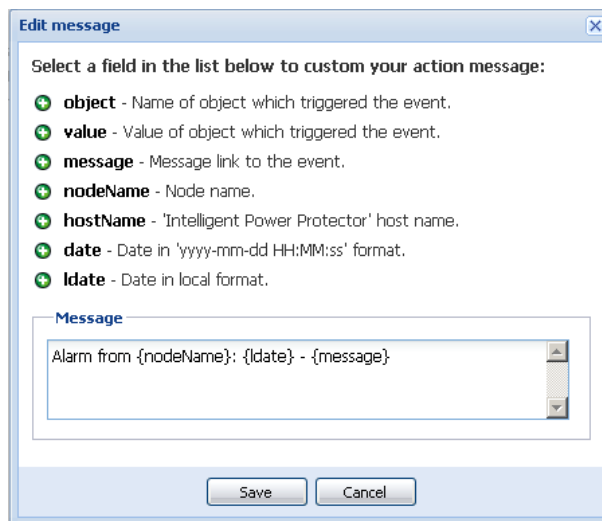 Edit message
Select a field in the list below to custom your action message:
object - Name of object which triggered the event.
value - Value of object which triggered the event.
message - Message link to the event.
nodeName - Node name.
hostName - 'Intelligent Power Protector' host name.
date - Date in 'yyyy-mm-dd HH:MM:ss' format.
ldate - Date in local format.
Message
Alarm from {nodeName}: {ldate} - {message}
Save Cancel